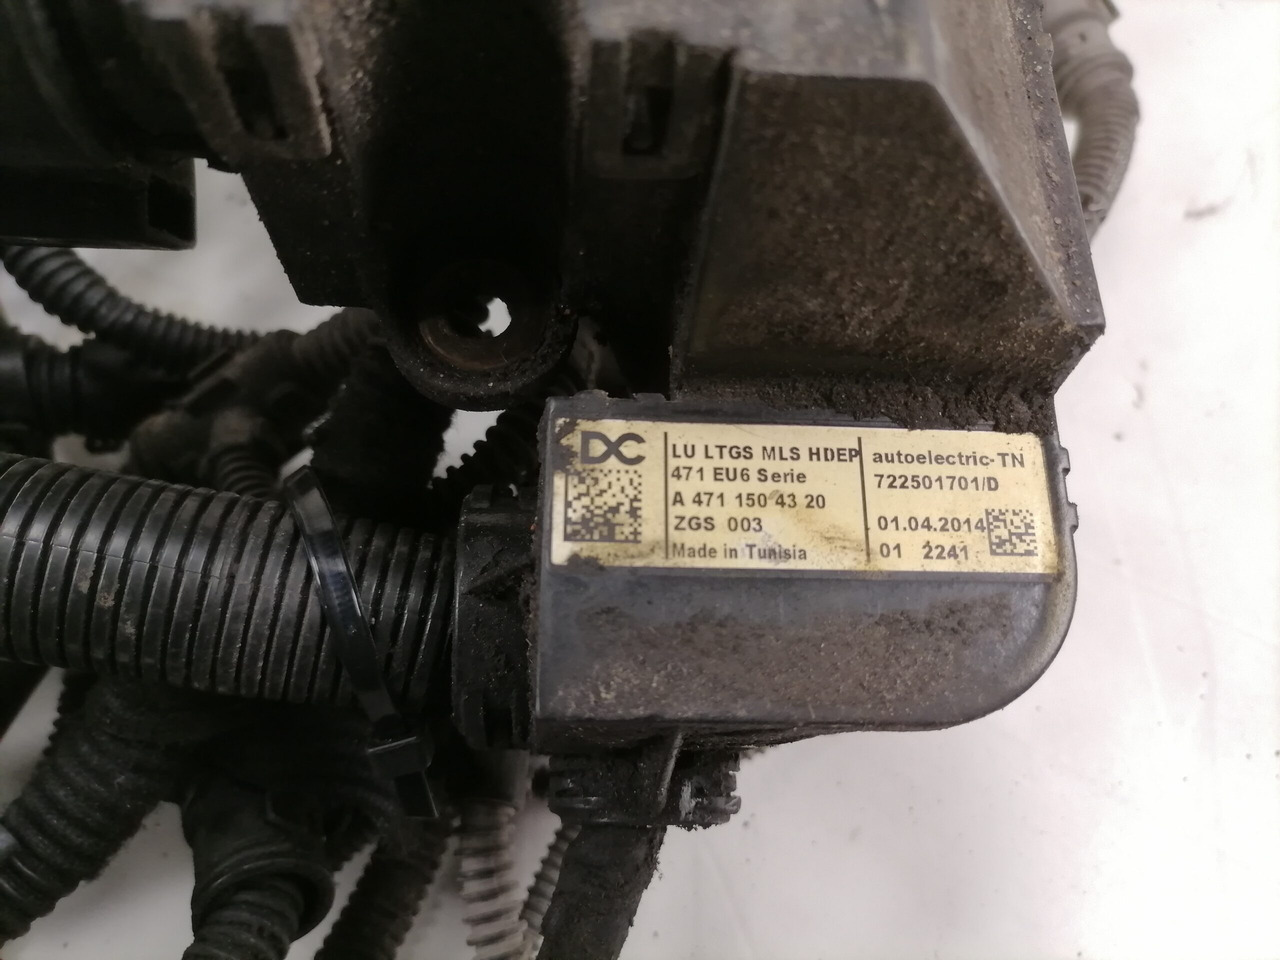 DC
LU LTGS MLS HDEP
471 EU6 Serie
A 471 150 43 20
ZGS 003
Made in Tunisia
autoelectric-TN
722501701/D
01.04.2014
01 2241